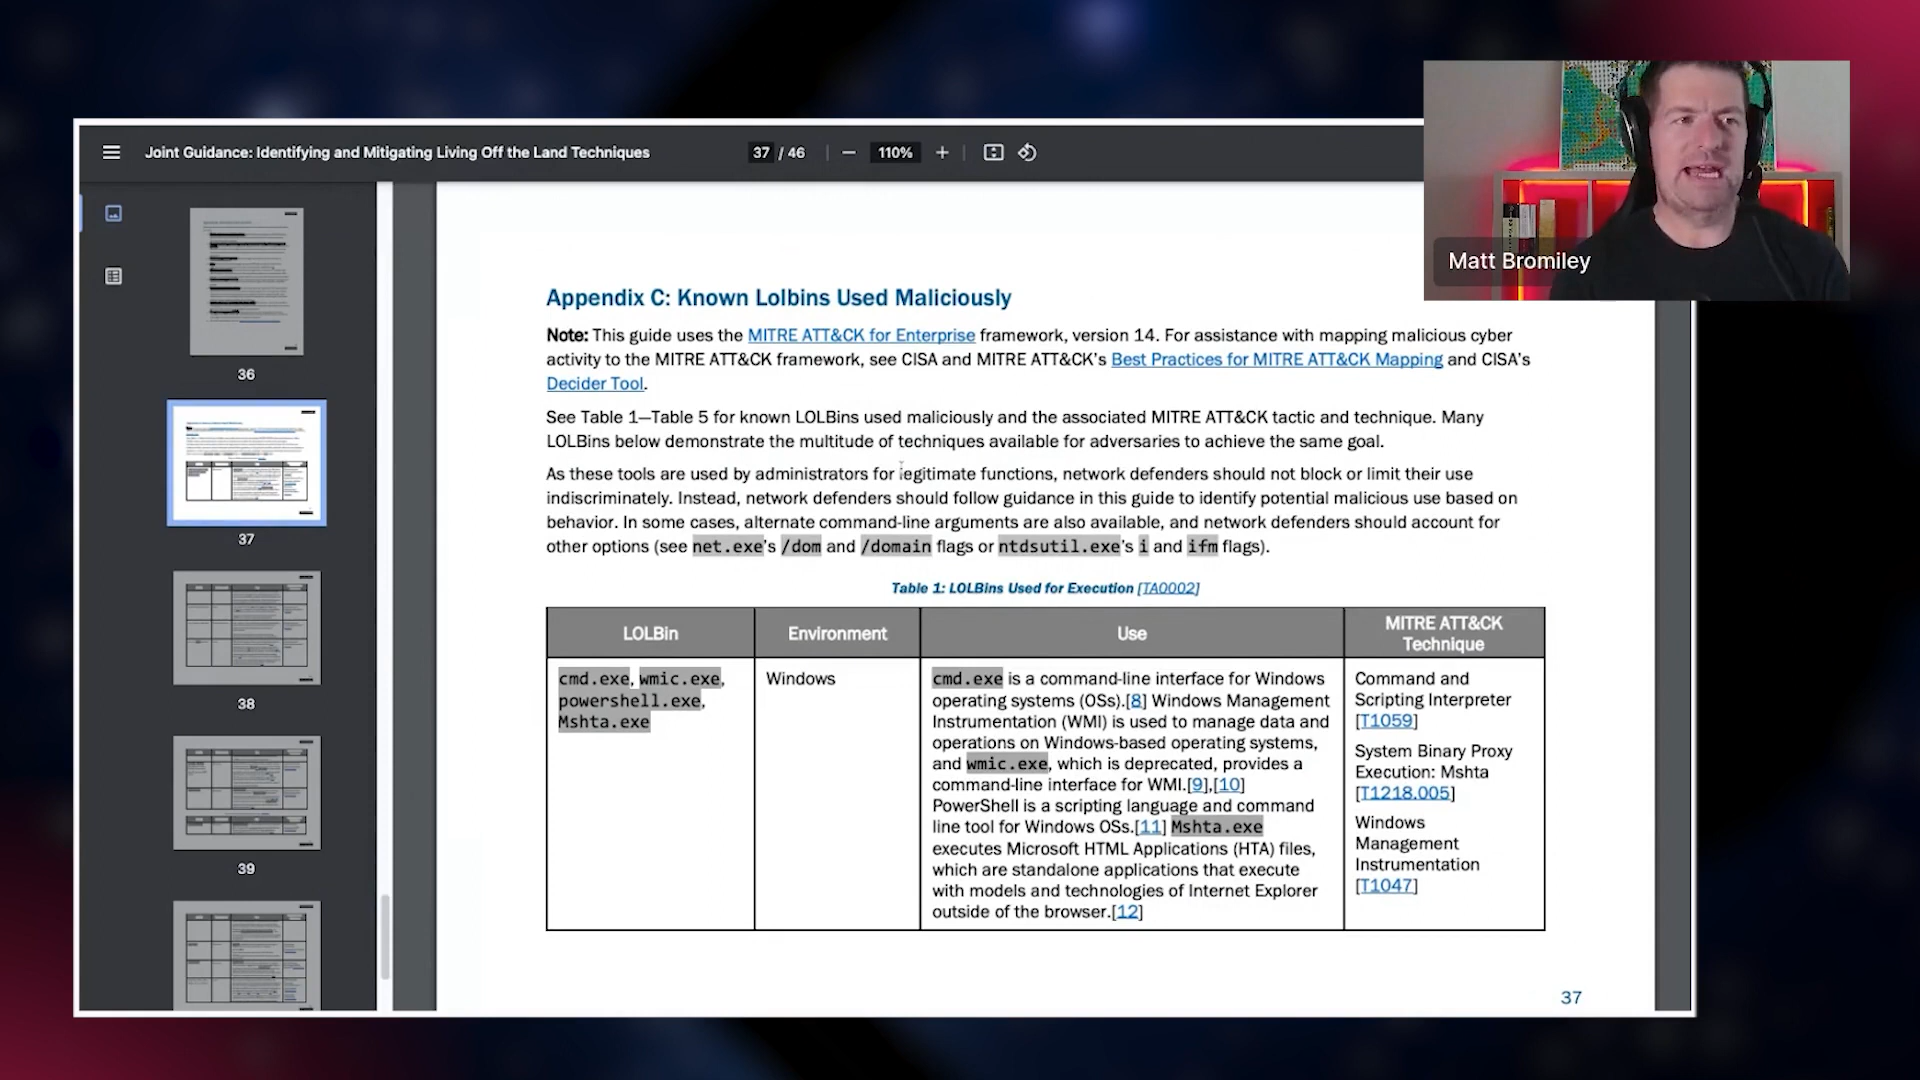 Joint Guidance: Identifying and Mitigating Living Off the Land Techniques
37 / 46
110%
Matt Bromiley
36
37
38
39
Appendix C: Known Lolbins Used Maliciously
Note: This guide uses the MITRE ATT&CK for Enterprise framework, version 14. For assistance with mapping malicious cyber
activity to the MITRE ATT&CK framework, see CISA and MITRE ATT&CK's Best Practices for MITRE ATT&CK Mapping and CISA's
Decider Tool.
See Table 1—Table 5 for known LOLBins used maliciously and the associated MITRE ATT&CK tactic and technique. Many
LOLBins below demonstrate the multitude of techniques available for adversaries to achieve the same goal.
As these tools are used by administrators for legitimate functions, network defenders should not block or limit their use
indiscriminately. Instead, network defenders should follow guidance in this guide to identify potential malicious use based on
behavior. In some cases, alternate command-line arguments are also available, and network defenders should account for
other options (see net.exe's /dom and /domain flags or ntdsutil.exe's i and ifm flags).
Table 1: LOLBins Used for Execution [TA0002]
LOLBin
Environment
Use
MITRE ATT&CK
Technique
cmd.exe, wmic.exe,
powershell.exe,
Mshta.exe
Windows
cmd.exe is a command-line interface for Windows
operating systems (OSs).[8] Windows Management
Instrumentation (WMI) is used to manage data and
operations on Windows-based operating systems,
and wmic.exe, which is deprecated, provides a
command-line interface for WMI.[9],[10]
PowerShell is a scripting language and command
line tool for Windows OSs.[11] Mshta.exe
executes Microsoft HTML Applications (HTA) files,
which are standalone applications that execute
with models and technologies of Internet Explorer
outside of the browser.[12]
Command and
Scripting Interpreter
[T1059]
System Binary Proxy
Execution: Mshta
[T1218.005]
Windows
Management
Instrumentation
[T1047]
37